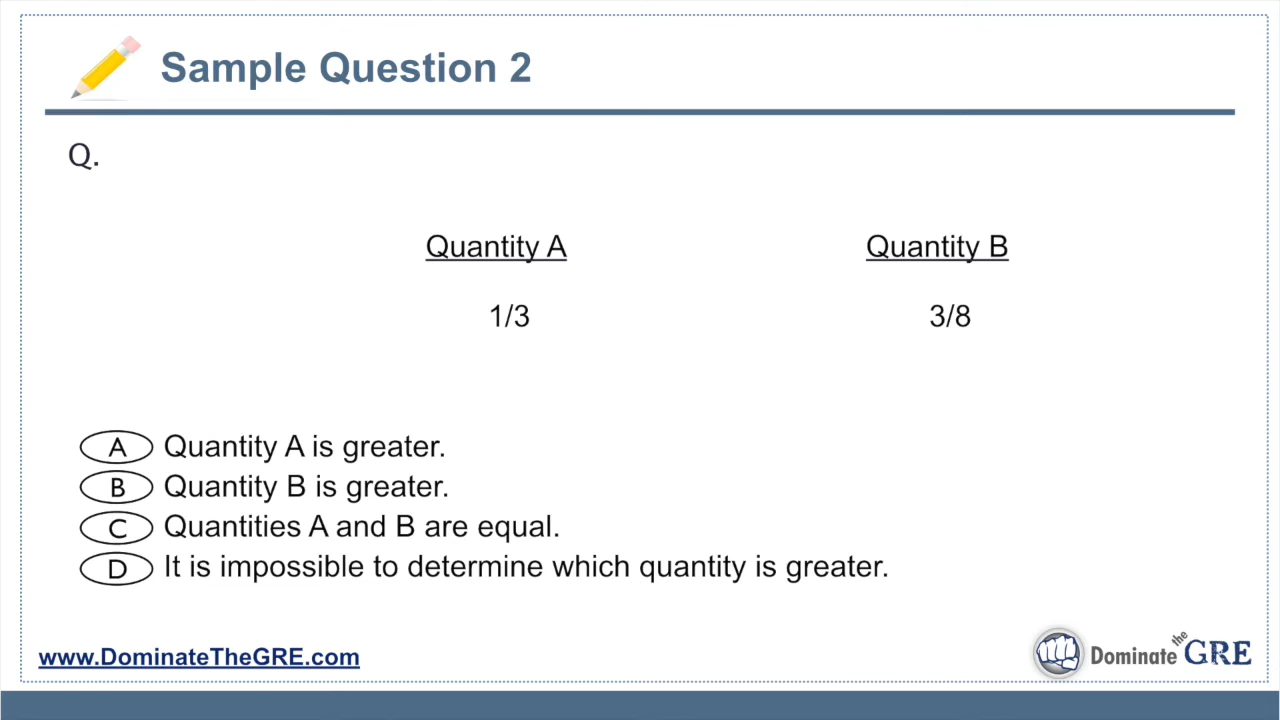 Sample Question 2
Q.
Quantity A
Quantity B
1/3
3/8
A Quantity A is greater.
B Quantity B is greater.
C Quantities A and B are equal.
D It is impossible to determine which quantity is greater.
www.DominateTheGRE.com
Dominate the GRE